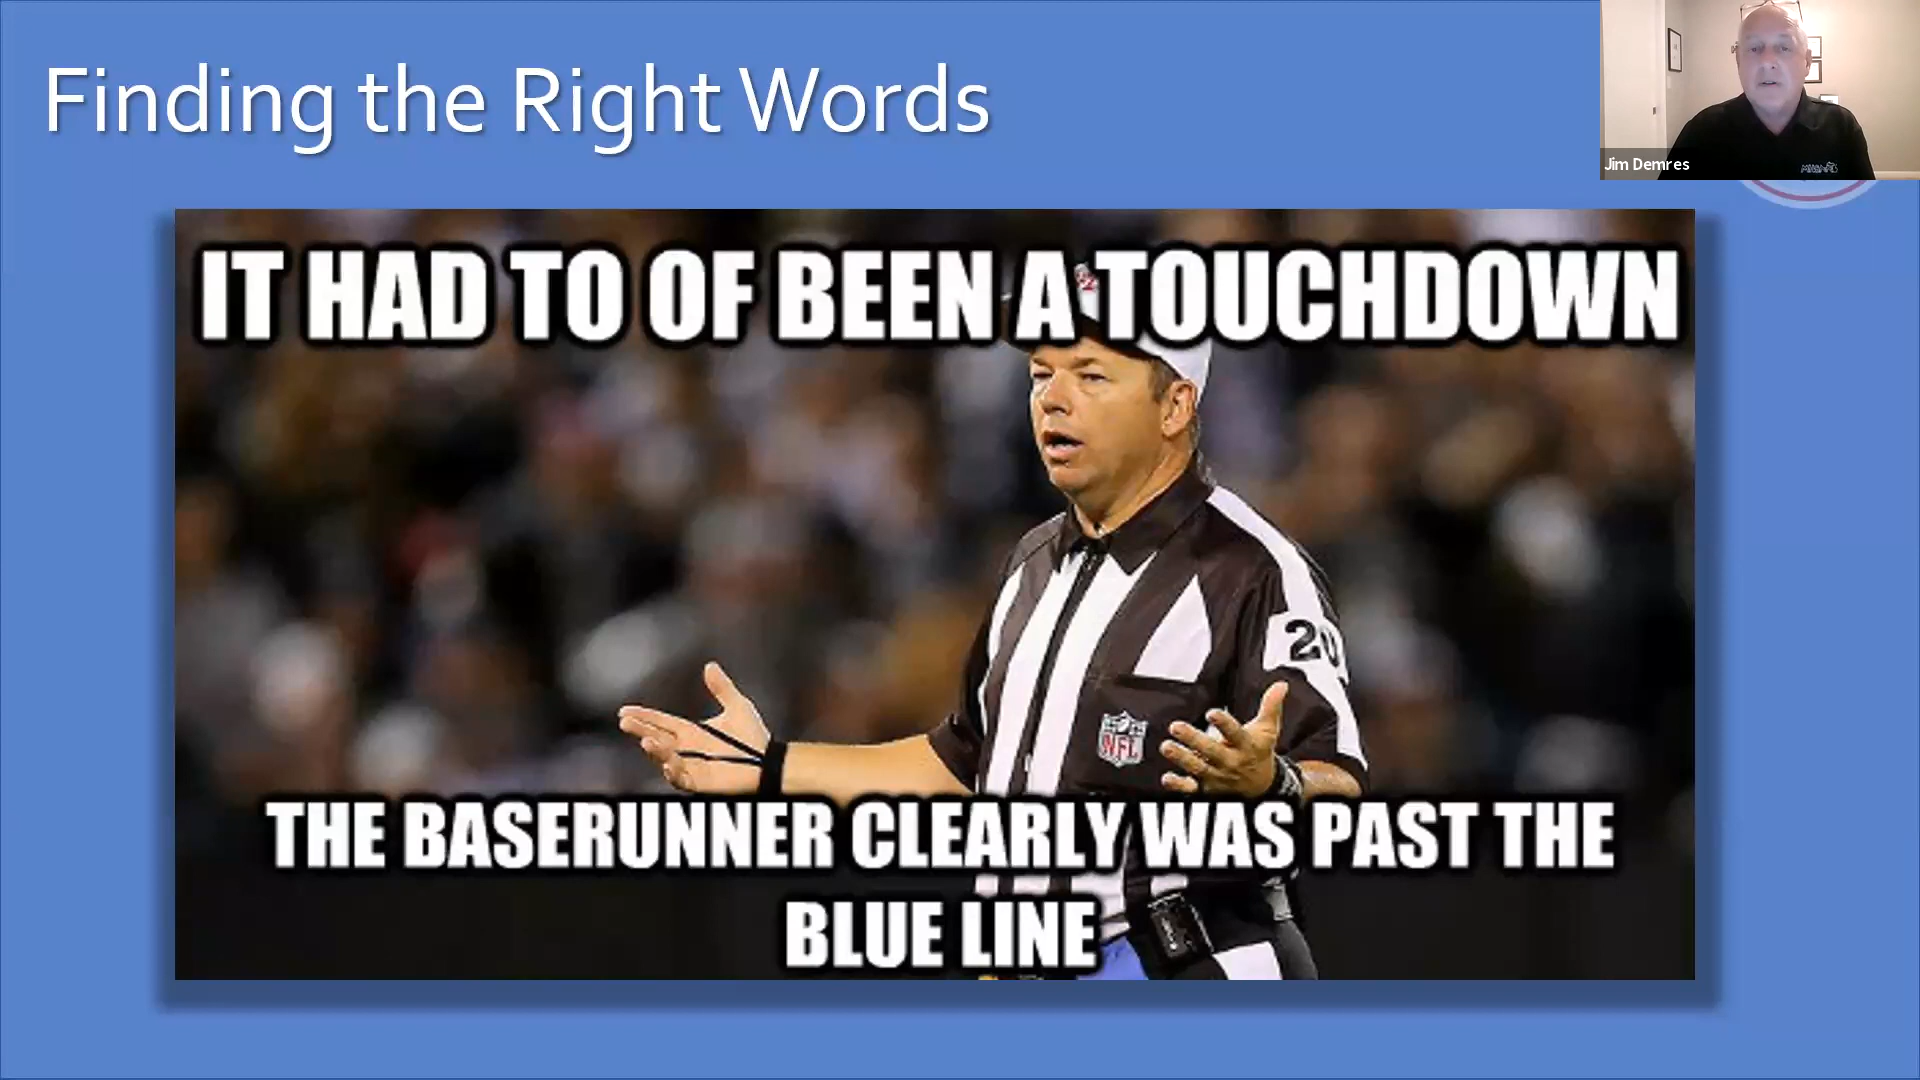 Finding the Right Words
Jim Demres
IT HAD TO OF BEEN A TOUCHDOWN
20
NFL
THE BASERUNNER CLEARLY WAS PAST THE
BLUE LINE